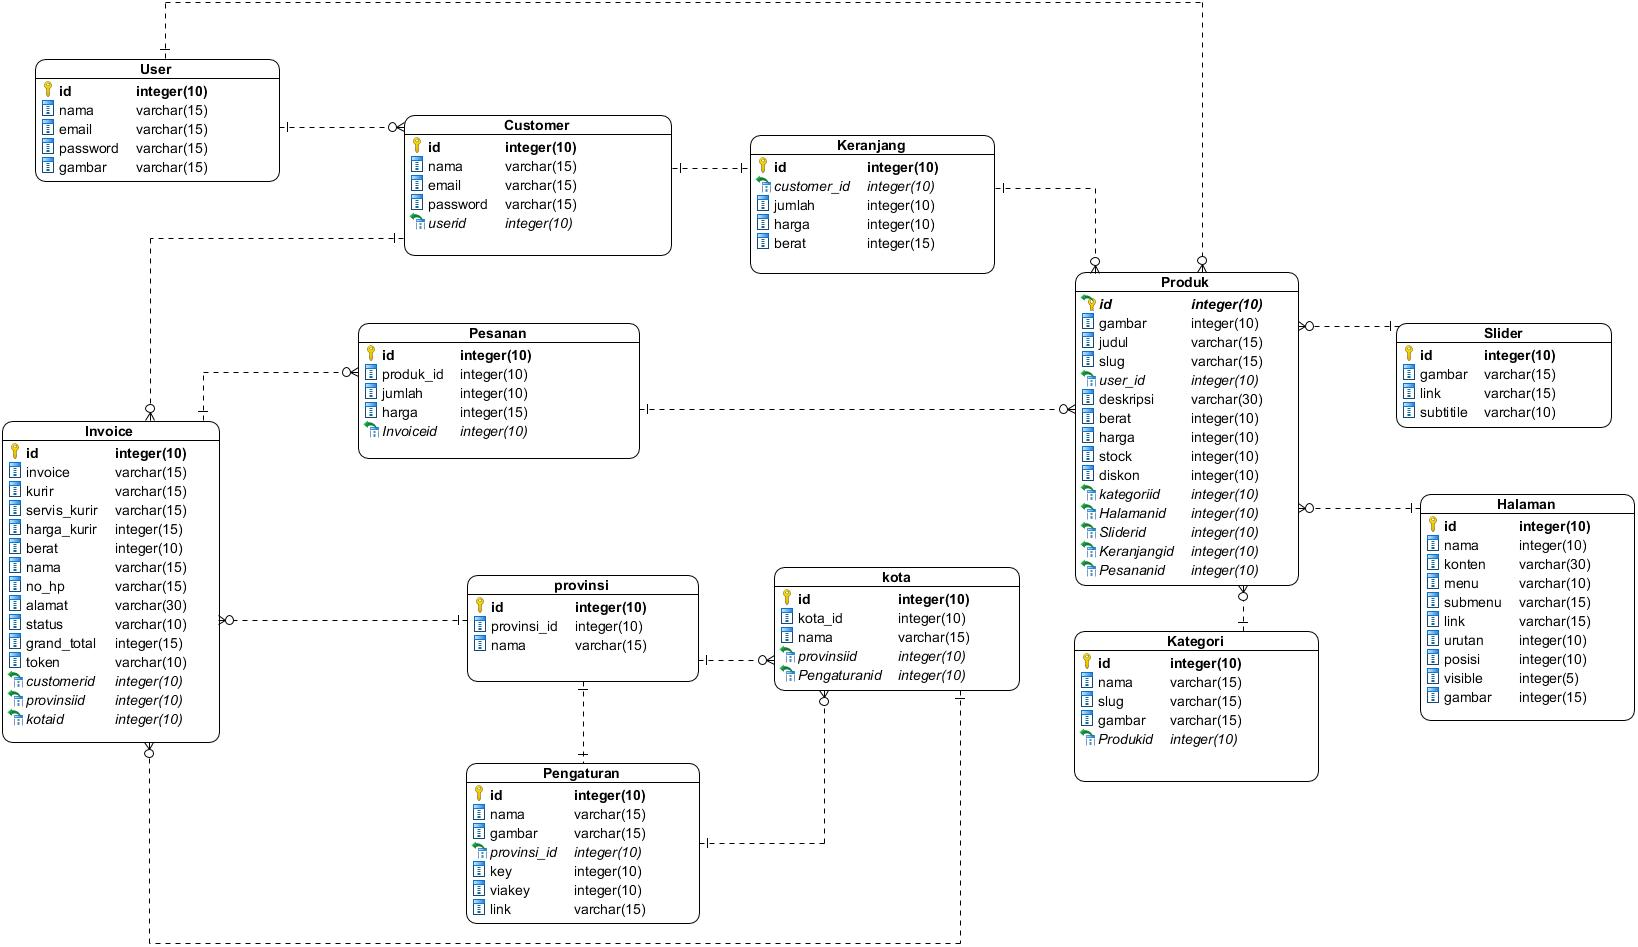 User
id integer(10)
nama varchar(15)
email varchar(15)
password varchar(15)
gambar varchar(15)
Customer
id integer(10)
nama varchar(15)
email varchar(15)
password varchar(15)
userid integer(10)
Keranjang
id integer(10)
customer_id integer(10)
jumlah integer(10)
harga integer(10)
berat integer(15)
Produk
id integer(10)
gambar integer(10)
judul varchar(15)
slug varchar(15)
user_id integer(10)
deskripsi varchar(30)
berat integer(10)
harga integer(10)
stock integer(10)
diskon integer(10)
kategoriid integer(10)
Halamanid integer(10)
Sliderid integer(10)
Keranjangid integer(10)
Pesananid integer(10)
Slider
id integer(10)
gambar varchar(15)
link varchar(15)
subtitile varchar(10)
Pesanan
id integer(10)
produk_id integer(10)
jumlah integer(10)
harga integer(15)
Invoiceid integer(10)
Invoice
id integer(10)
invoice varchar(15)
kurir varchar(15)
servis_kurir varchar(15)
harga_kurir integer(15)
berat integer(10)
nama varchar(15)
no_hp varchar(15)
alamat varchar(30)
status varchar(10)
grand_total integer(15)
token varchar(10)
customerid integer(10)
provinsiid integer(10)
kotaid integer(10)
Halaman
id integer(10)
nama integer(10)
konten varchar(30)
menu varchar(10)
submenu varchar(15)
link varchar(15)
urutan integer(10)
posisi integer(10)
visible integer(5)
gambar integer(15)
provinsi
id integer(10)
provinsi_id integer(10)
nama varchar(15)
kota
id integer(10)
kota_id integer(10)
nama varchar(15)
provinsiid integer(10)
Pengaturanid integer(10)
Kategori
id integer(10)
nama varchar(15)
slug varchar(15)
gambar varchar(15)
Produkid integer(10)
Pengaturan
id integer(10)
nama varchar(15)
gambar varchar(15)
provinsi_id integer(10)
key integer(10)
viakey integer(10)
link varchar(15)